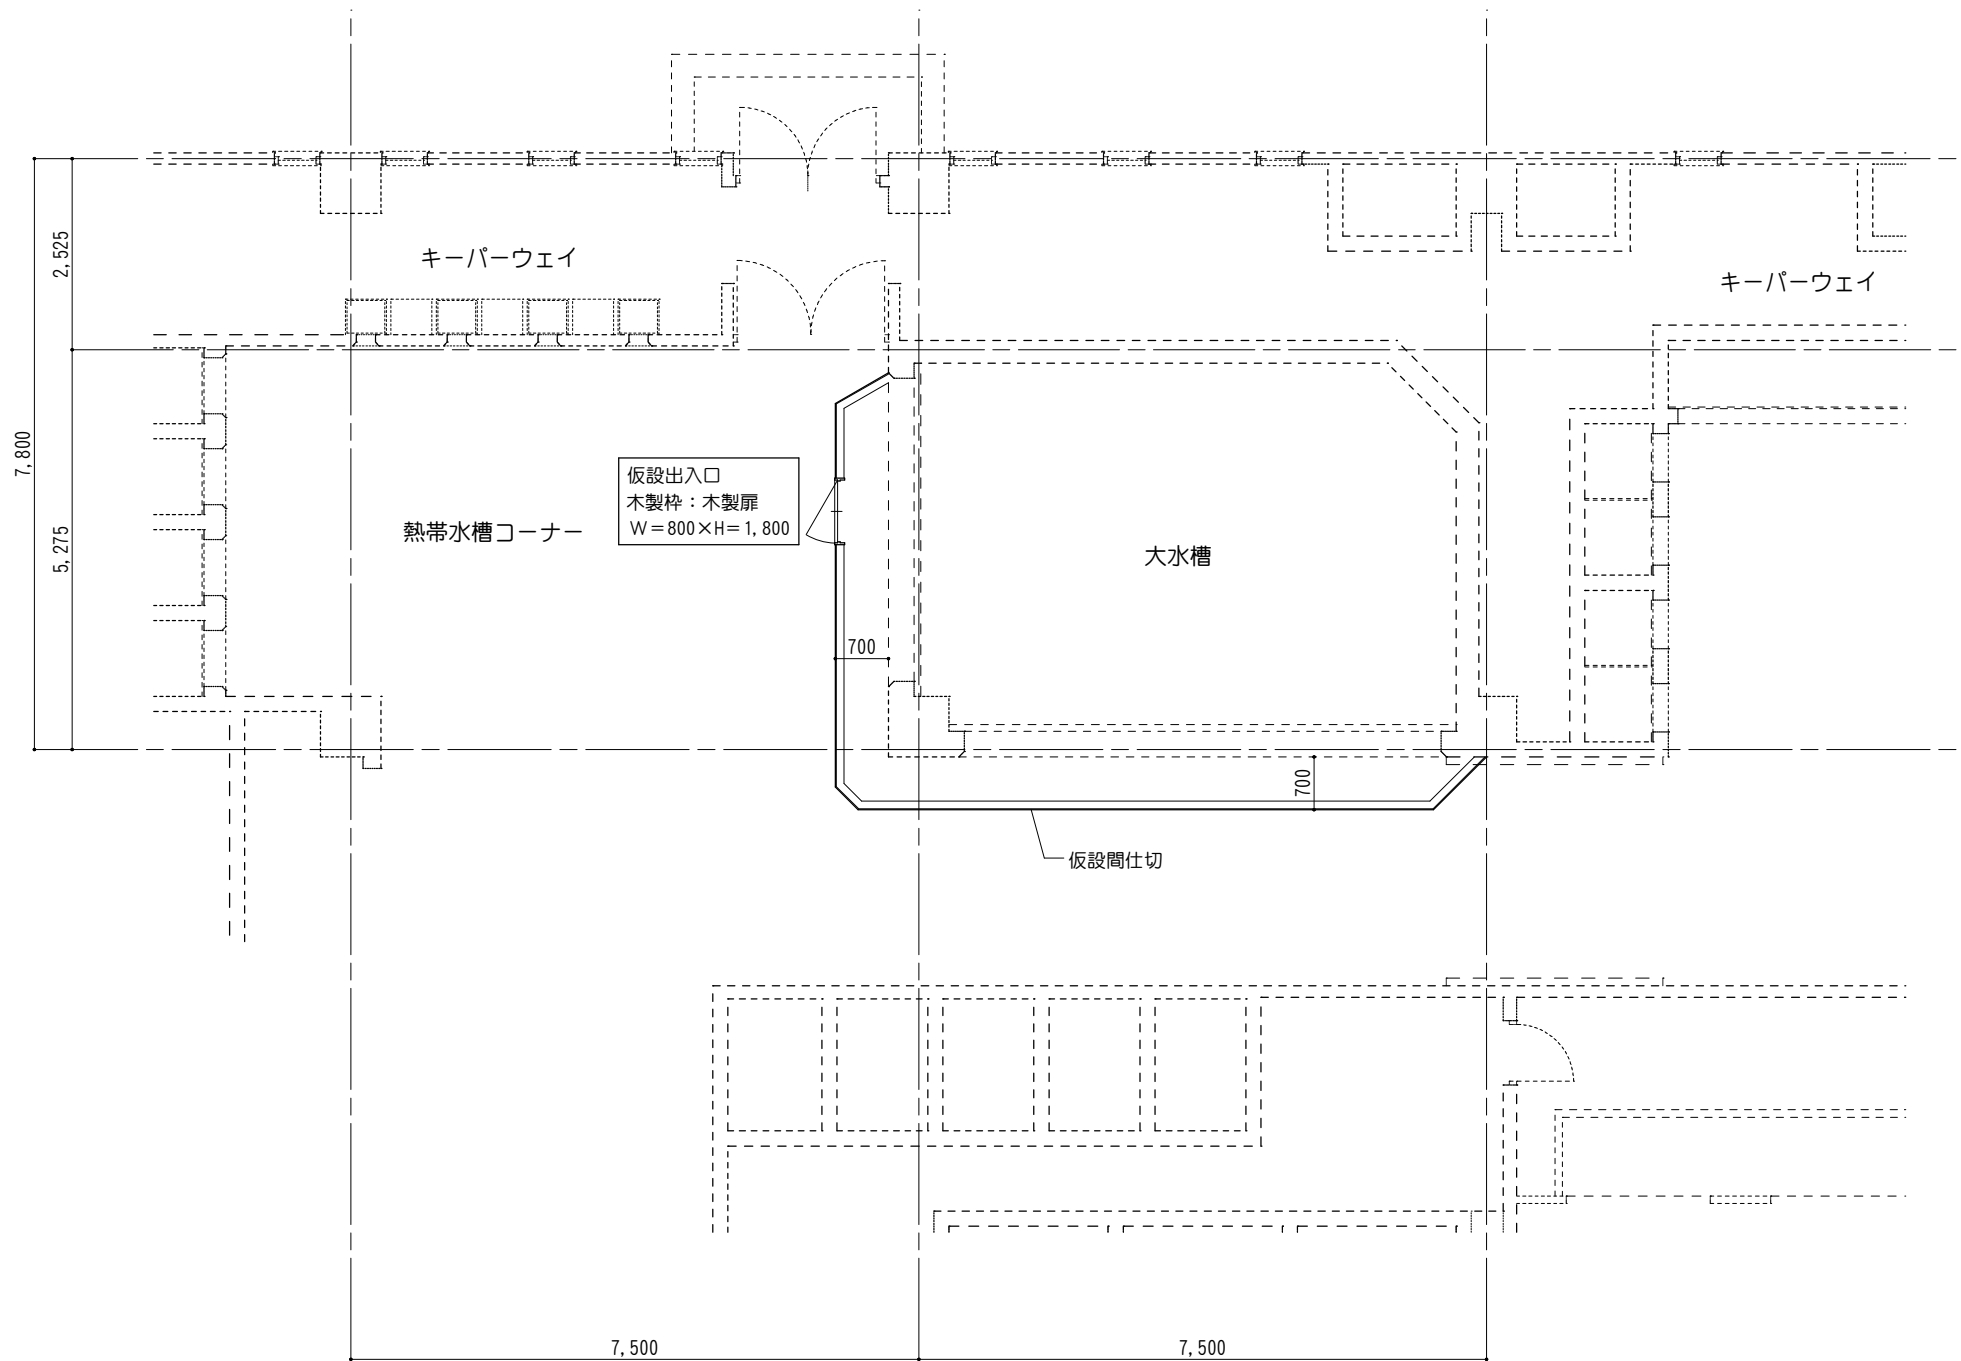 キーパーウェイ
キーパーウェイ
2,525
7,800
5,275
仮設出入口
木製枠：木製扉
W＝800×H＝1,800
熱帯水槽コーナー
大水槽
700
700
仮設間仕切
7,500
7,500